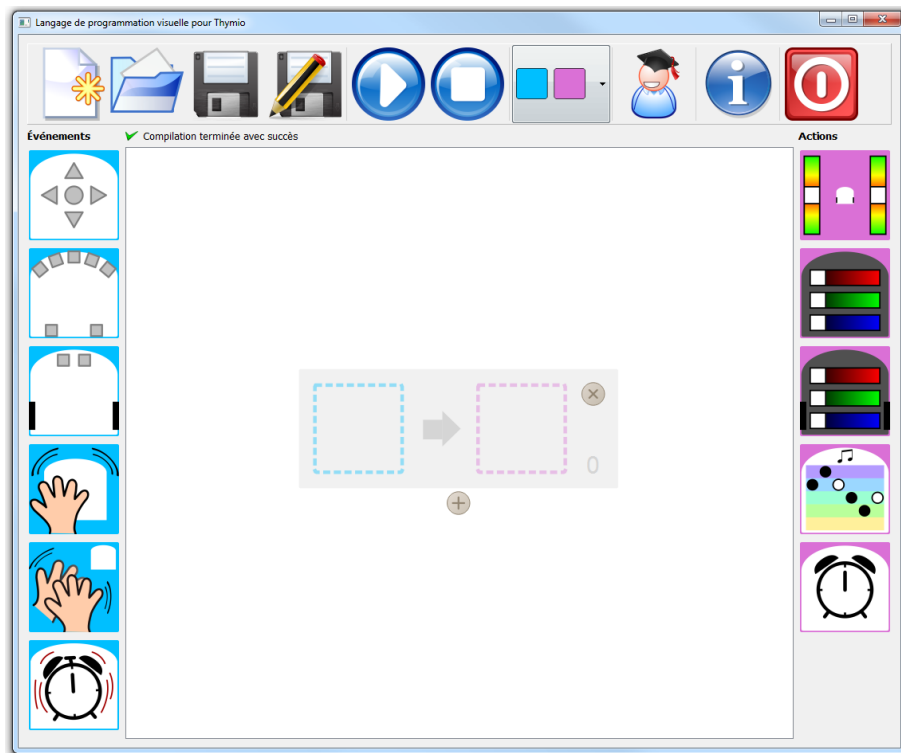 Langage de programmation visuelle pour Thymio
Événements
Compilation terminée avec succès
Actions
0